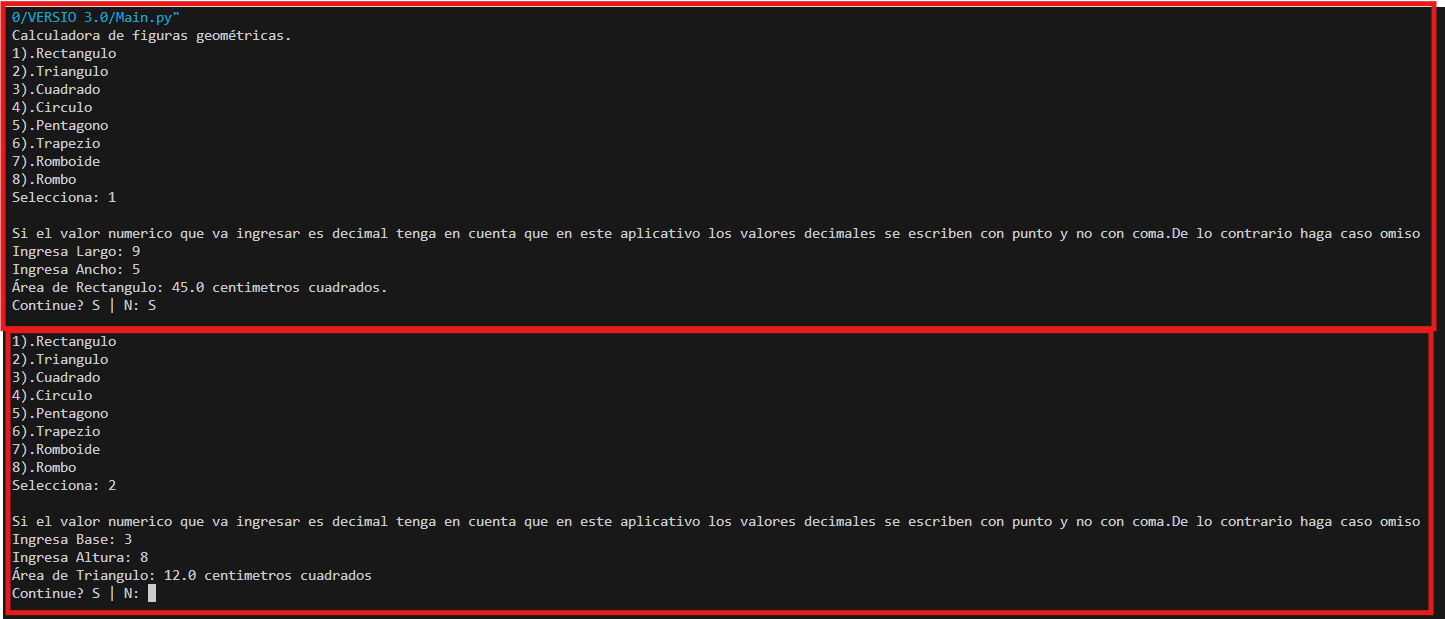 0/VERSIO 3.0/Main.py"
Calculadora de figuras geométricas.
1).Rectangulo
2).Triangulo
3).Cuadrado
4).Circulo
5).Pentagono
6).Trapezio
7).Romboide
8).Rombo
Selecciona: 1
Si el valor numerico que va ingresar es decimal tenga en cuenta que en este aplicativo los valores decimales se escriben con punto y no con coma.De lo contrario haga caso omiso
Ingresa Largo: 9
Ingresa Ancho: 5
Área de Rectangulo: 45.0 centimetros cuadrados.
Continue? S | N: S
1).Rectangulo
2).Triangulo
3).Cuadrado
4).Circulo
5).Pentagono
6).Trapezio
7).Romboide
8).Rombo
Selecciona: 2
Si el valor numerico que va ingresar es decimal tenga en cuenta que en este aplicativo los valores decimales se escriben con punto y no con coma.De lo contrario haga caso omiso
Ingresa Base: 3
Ingresa Altura: 8
Área de Triangulo: 12.0 centimetros cuadrados
Continue? S | N: